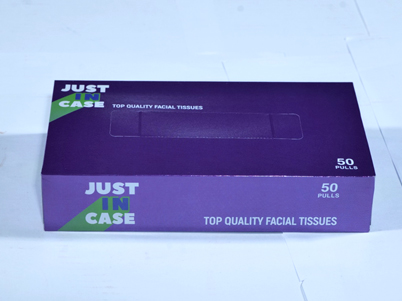 JUST
IN
CASE
TOP QUALITY FACIAL TISSUES
50
PULLS
JUST
IN
CASE
50
PULLS
TOP QUALITY FACIAL TISSUES